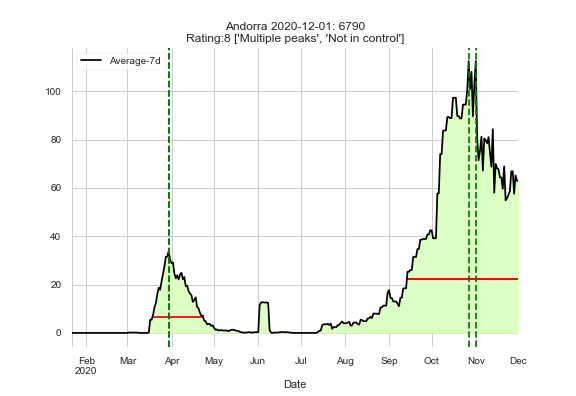 Andorra 2020-12-01: 6790
Rating:8 ['Multiple peaks', 'Not in control']
Average-7d
100
80
60
40
20
0
Feb Mar Apr May Jun Jul Aug Sep Oct Nov Dec
2020
Date